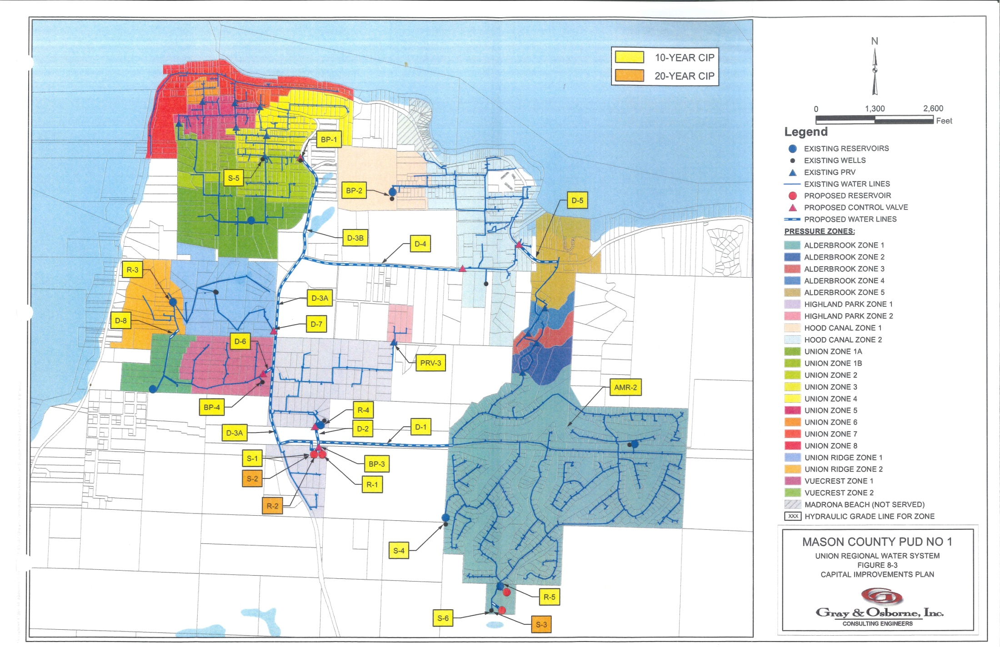 10-YEAR CIP
20-YEAR CIP
BP-1
S-5
BP-2
D-5
D-3B
D-4
R-3
D-3A
D-8
D-7
D-6
PRV-3
AMR-2
BP-4
R-4
D-3A
D-2
D-1
S-1
BP-3
S-2
R-1
R-2
S-4
R-5
S-6
S-3
N
0 1,300 2,600
Feet
Legend
EXISTING RESERVOIRS
EXISTING WELLS
EXISTING PRV
EXISTING WATER LINES
PROPOSED RESERVOIR
PROPOSED CONTROL VALVE
PROPOSED WATER LINES
PRESSURE ZONES:
ALDERBROOK ZONE 1
ALDERBROOK ZONE 2
ALDERBROOK ZONE 3
ALDERBROOK ZONE 4
ALDERBROOK ZONE 5
HIGHLAND PARK ZONE 1
HIGHLAND PARK ZONE 2
HOOD CANAL ZONE 1
HOOD CANAL ZONE 2
UNION ZONE 1A
UNION ZONE 1B
UNION ZONE 2
UNION ZONE 3
UNION ZONE 4
UNION ZONE 5
UNION ZONE 6
UNION ZONE 7
UNION ZONE 8
UNION RIDGE ZONE 1
UNION RIDGE ZONE 2
VUECREST ZONE 1
VUECREST ZONE 2
MADRONA BEACH (NOT SERVED)
XXX HYDRAULIC GRADE LINE FOR ZONE
MASON COUNTY PUD NO 1
UNION REGIONAL WATER SYSTEM
FIGURE 8-3
CAPITAL IMPROVEMENTS PLAN
Gray & Osborne, Inc.
CONSULTING ENGINEERS